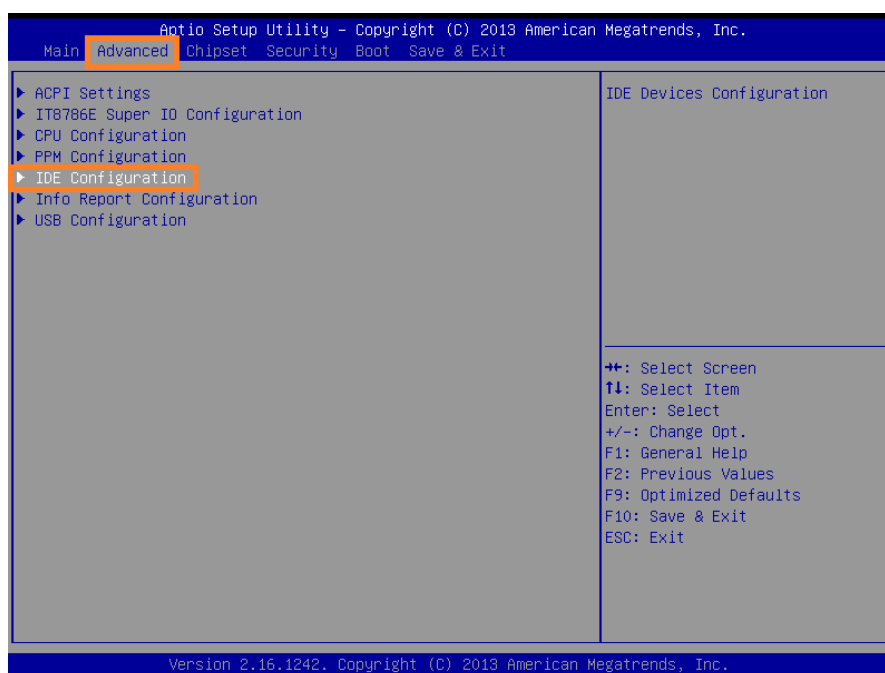 Aptio Setup Utility – Copyright (C) 2013 American Megatrends, Inc.
Main Advanced Chipset Security Boot Save & Exit
▶ ACPI Settings
▶ IT8786E Super IO Configuration
▶ CPU Configuration
▶ PPM Configuration
▶ IDE Configuration
▶ Info Report Configuration
▶ USB Configuration
IDE Devices Configuration
→←: Select Screen
↑↓: Select Item
Enter: Select
+/-: Change Opt.
F1: General Help
F2: Previous Values
F9: Optimized Defaults
F10: Save & Exit
ESC: Exit
Version 2.16.1242. Copyright (C) 2013 American Megatrends, Inc.